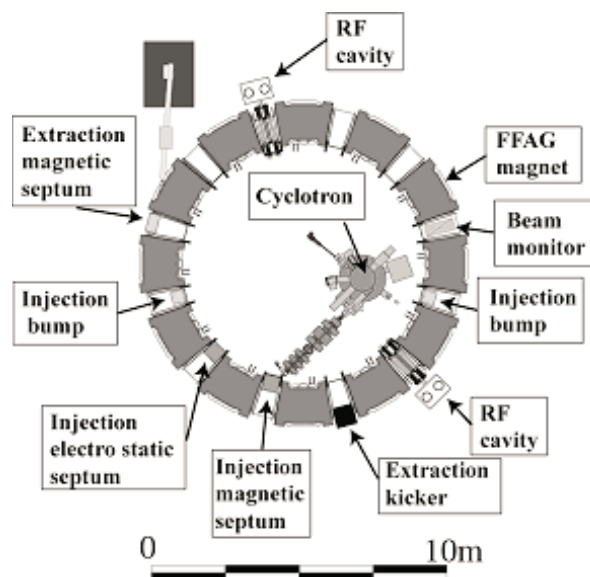 RF
cavity
Extraction
magnetic
septum
FFAG
magnet
Cyclotron
Beam
monitor
Injection
bump
Injection
bump
Injection
electro static
septum
Injection
magnetic
septum
Extraction
kicker
RF
cavity
0 10m